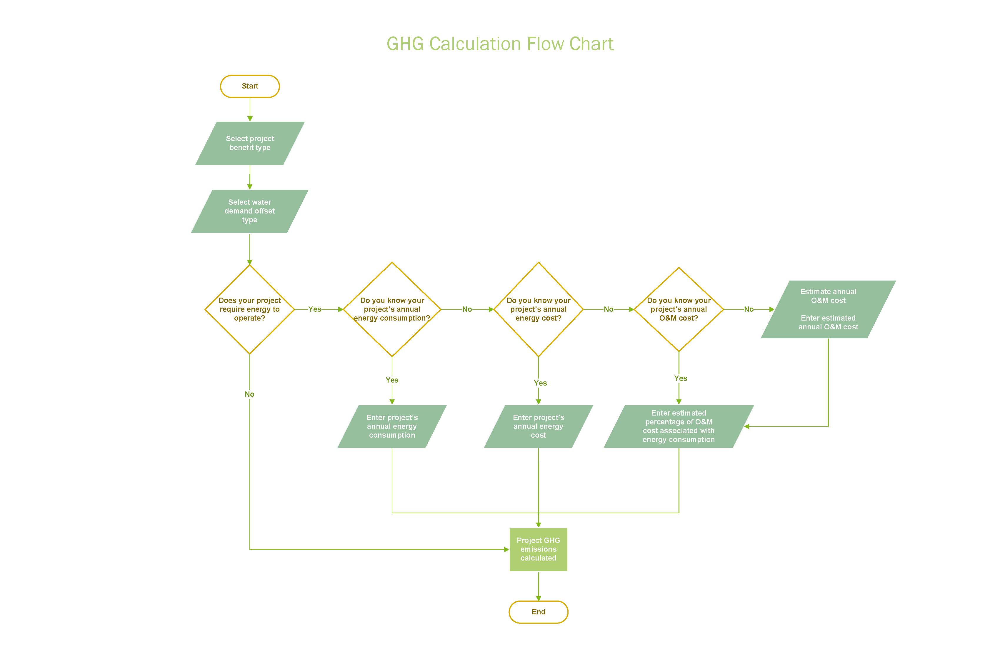 GHG Calculation Flow Chart
Start
Select project
benefit type
Select water
demand offset
type
Does your project
require energy to
operate?
Yes
Do you know your
project's annual
energy consumption?
No
Do you know your
project's annual
energy cost?
No
Do you know your
project's annual
O&M cost?
No
Estimate annual
O&M cost
Enter estimated
annual O&M cost
No
Yes
Yes
Yes
Enter project's
annual energy
consumption
Enter project's
annual energy
cost
Enter estimated
percentage of O&M
cost associated with
energy consumption
Project GHG
emissions
calculated
End